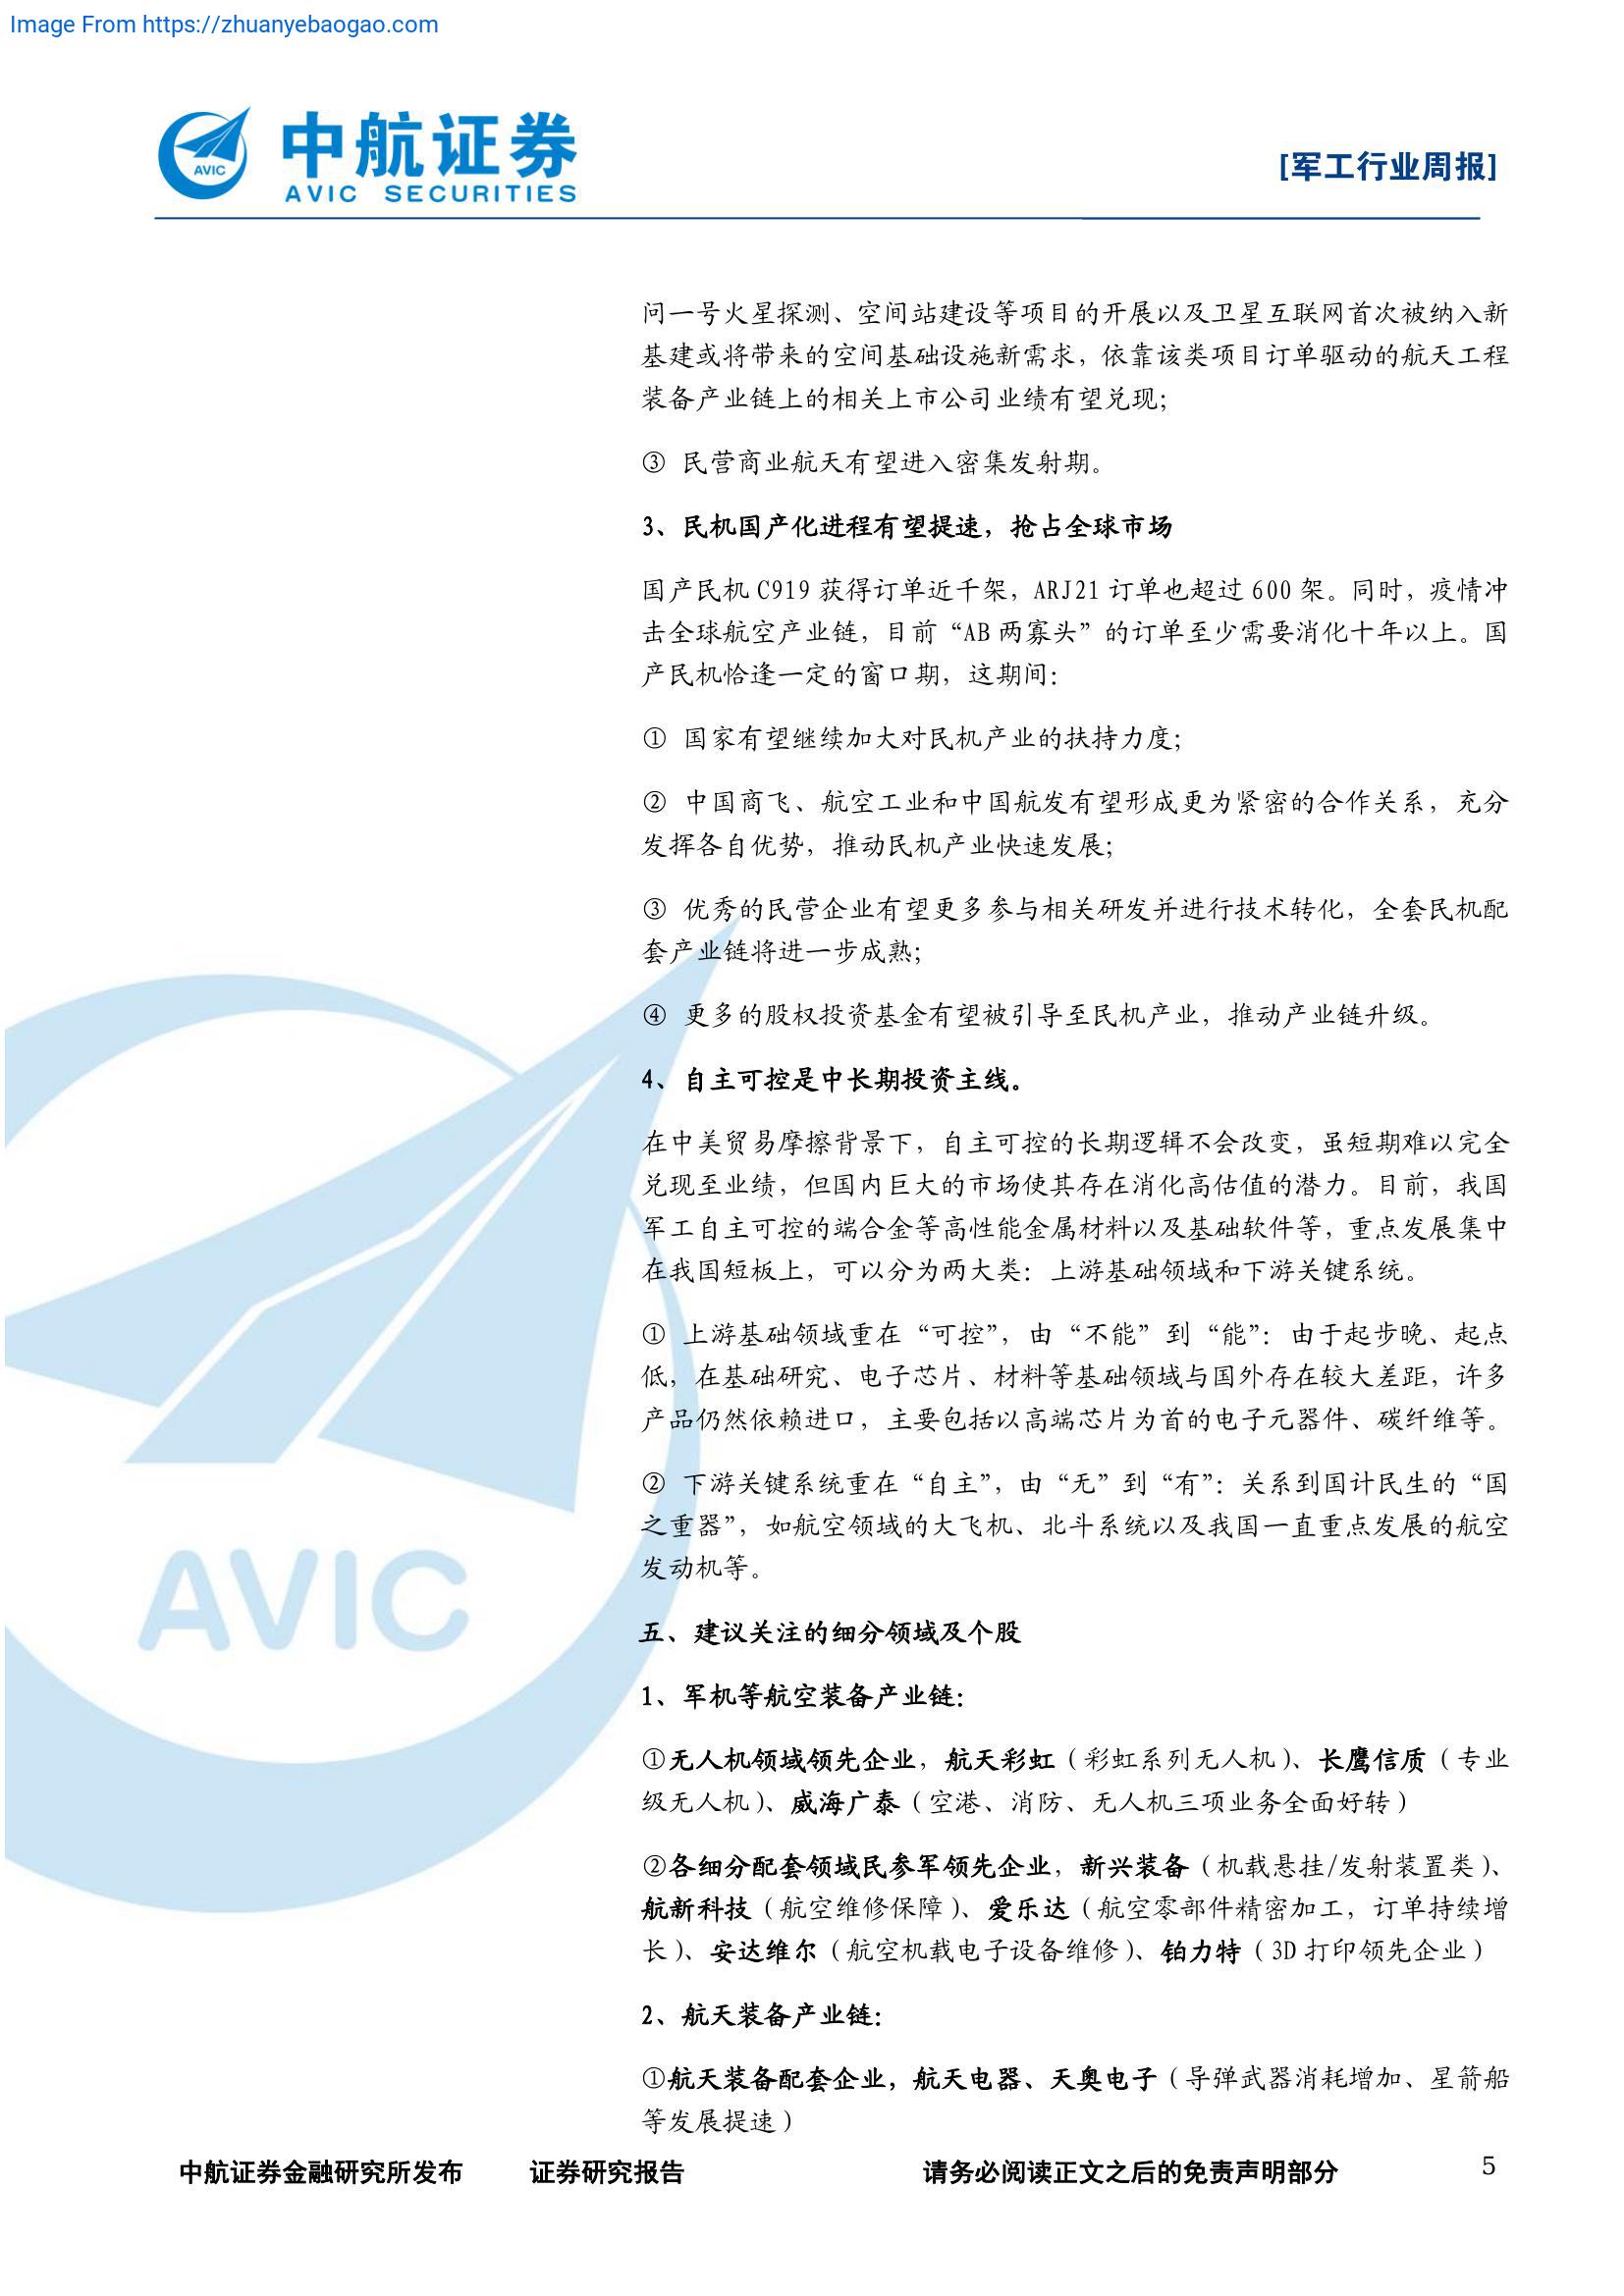 Image From https://zhuanyebaogao.com
中航证券
AVIC SECURITIES
AVIC
[军工行业周报]
问一号火星探测、空间站建设等项目的开展以及卫星互联网首次被纳入新
基建或将带来的空间基础设施新需求，依靠该类项目订单驱动的航天工程
装备产业链上的相关上市公司业绩有望兑现；
③ 民营商业航天有望进入密集发射期。
3、民机国产化进程有望提速，抢占全球市场
国产民机 C919 获得订单近千架，ARJ21 订单也超过 600 架。同时，疫情冲
击全球航空产业链，目前“AB 两寡头”的订单至少需要消化十年以上。国
产民机恰逢一定的窗口期，这期间：
① 国家有望继续加大对民机产业的扶持力度；
② 中国商飞、航空工业和中国航发有望形成更为紧密的合作关系，充分
发挥各自优势，推动民机产业快速发展；
③ 优秀的民营企业有望更多参与相关研发并进行技术转化，全套民机配
套产业链将进一步成熟；
④ 更多的股权投资基金有望被引导至民机产业，推动产业链升级。
4、自主可控是中长期投资主线。
在中美贸易摩擦背景下，自主可控的长期逻辑不会改变，虽短期难以完全
兑现至业绩，但国内巨大的市场使其存在消化高估值的潜力。目前，我国
军工自主可控的端合金等高性能金属材料以及基础软件等，重点发展集中
在我国短板上，可以分为两大类：上游基础领域和下游关键系统。
① 上游基础领域重在“可控”，由“不能”到“能”：由于起步晚、起点
低，在基础研究、电子芯片、材料等基础领域与国外存在较大差距，许多
产品仍然依赖进口，主要包括以高端芯片为首的电子元器件、碳纤维等。
② 下游关键系统重在“自主”，由“无”到“有”：关系到国计民生的“国
之重器”，如航空领域的大飞机、北斗系统以及我国一直重点发展的航空
发动机等。
AVIC
五、建议关注的细分领域及个股
1、军机等航空装备产业链：
①无人机领域领先企业，航天彩虹（彩虹系列无人机）、长鹰信质（专业
级无人机）、威海广泰（空港、消防、无人机三项业务全面好转）
②各细分配套领域民参军领先企业，新兴装备（机载悬挂/发射装置类）、
航新科技（航空维修保障）、爱乐达（航空零部件精密加工，订单持续增
长）、安达维尔（航空机载电子设备维修）、铂力特（3D 打印领先企业）
2、航天装备产业链：
①航天装备配套企业，航天电器、天奥电子（导弹武器消耗增加、星箭船
等发展提速）
中航证券金融研究所发布 证券研究报告 请务必阅读正文之后的免责声明部分 5